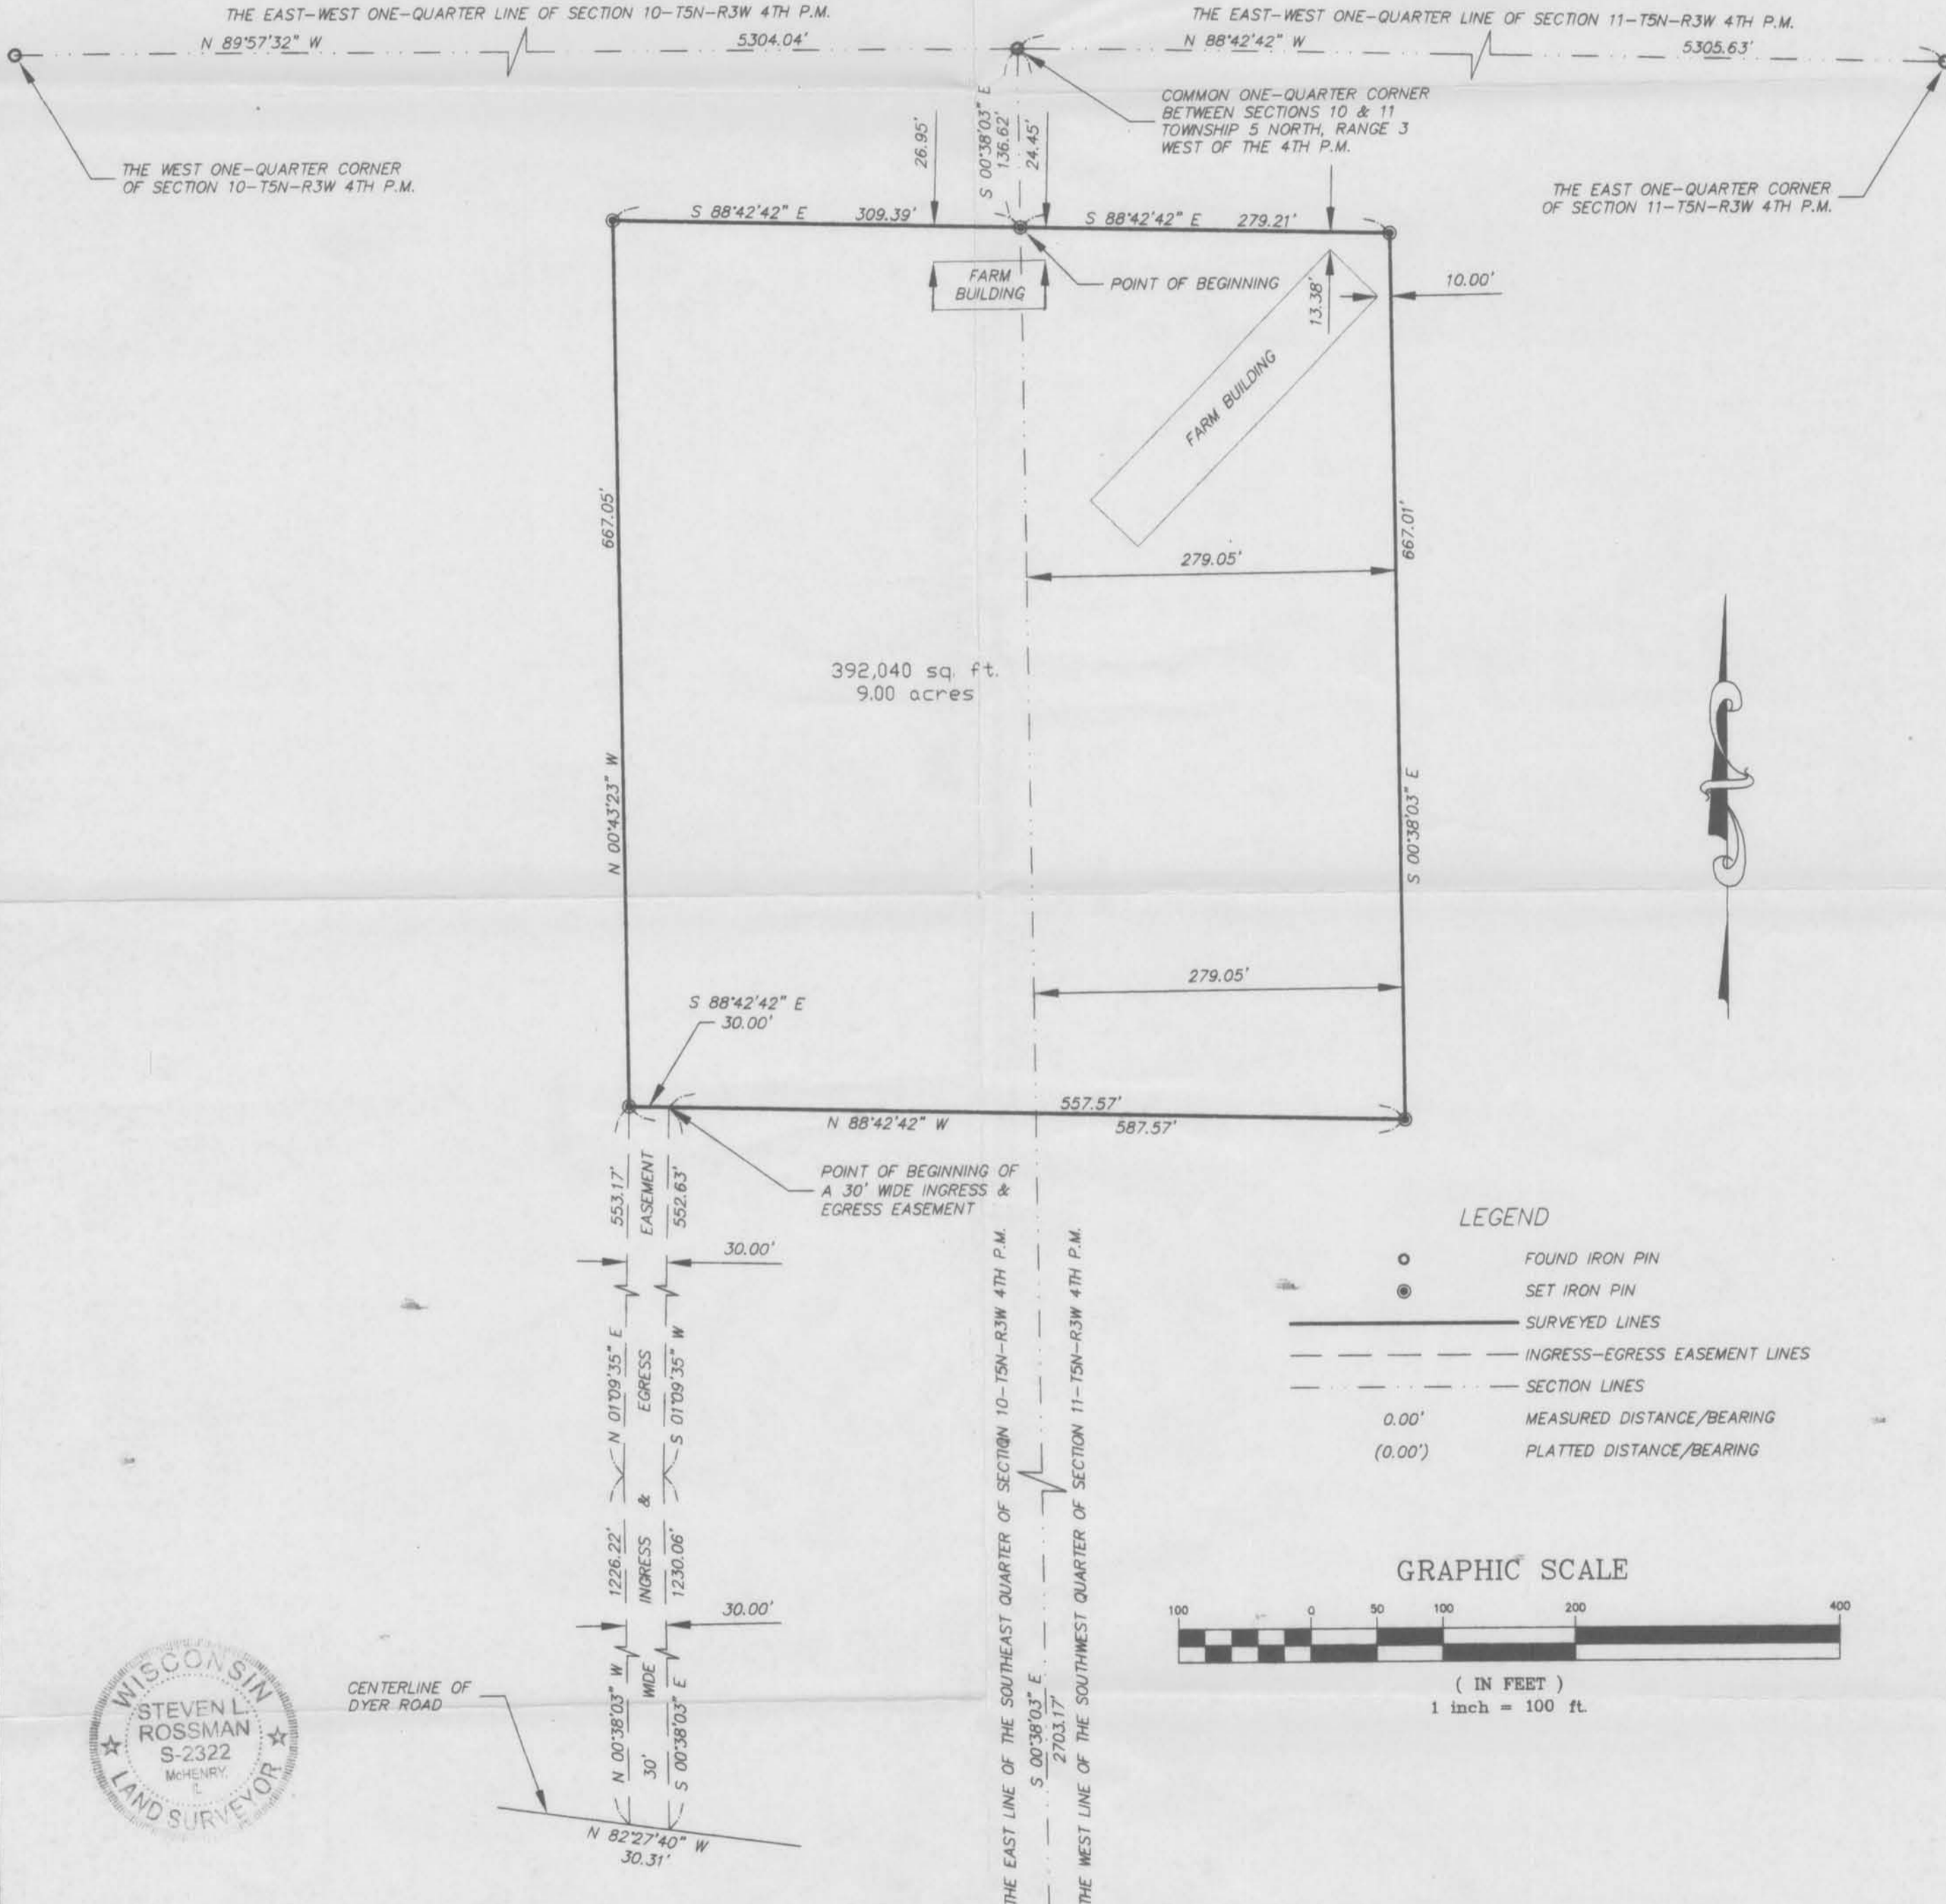 THE EAST-WEST ONE-QUARTER LINE OF SECTION 10-T5N-R3W 4TH P.M.
N 89°57'32" W
5304.04'
THE EAST-WEST ONE-QUARTER LINE OF SECTION 11-T5N-R3W 4TH P.M.
N 88°42'42" W
5305.63'
THE WEST ONE-QUARTER CORNER
OF SECTION 10-T5N-R3W 4TH P.M.
COMMON ONE-QUARTER CORNER
BETWEEN SECTIONS 10 & 11
TOWNSHIP 5 NORTH, RANGE 3
WEST OF THE 4TH P.M.
THE EAST ONE-QUARTER CORNER
OF SECTION 11-T5N-R3W 4TH P.M.
26.95'
S 00°38'03" E
136.62'
24.45'
S 88°42'42" E
309.39'
S 88°42'42" E
279.21'
FARM
BUILDING
POINT OF BEGINNING
13.38'
10.00'
FARM BUILDING
667.05'
N 00°43'23" W
667.01'
S 00°38'03" E
279.05'
392,040 sq. ft.
9.00 acres
279.05'
S 88°42'42" E
30.00'
557.57'
N 88°42'42" W
587.57'
POINT OF BEGINNING OF
A 30' WIDE INGRESS &
EGRESS EASEMENT
553.17'
552.63'
30.00'
N 01°09'35" E
S 01°09'35" W
1226.22'
1230.06'
30.00'
N 00°38'03" W
S 00°38'03" E
30' WIDE INGRESS & EGRESS EASEMENT
CENTERLINE OF
DYER ROAD
N 82°27'40" W
30.31'
THE EAST LINE OF THE SOUTHEAST QUARTER OF SECTION 10-T5N-R3W 4TH P.M.
S 00°38'03" E
2703.17'
THE WEST LINE OF THE SOUTHWEST QUARTER OF SECTION 11-T5N-R3W 4TH P.M.
LEGEND
FOUND IRON PIN
SET IRON PIN
SURVEYED LINES
INGRESS-EGRESS EASEMENT LINES
SECTION LINES
0.00' MEASURED DISTANCE/BEARING
(0.00') PLATTED DISTANCE/BEARING
GRAPHIC SCALE
100 0 50 100 200 400
( IN FEET )
1 inch = 100 ft.
WISCONSIN
STEVEN L.
ROSSMAN
S-2322
McHENRY,
IL
LAND SURVEYOR